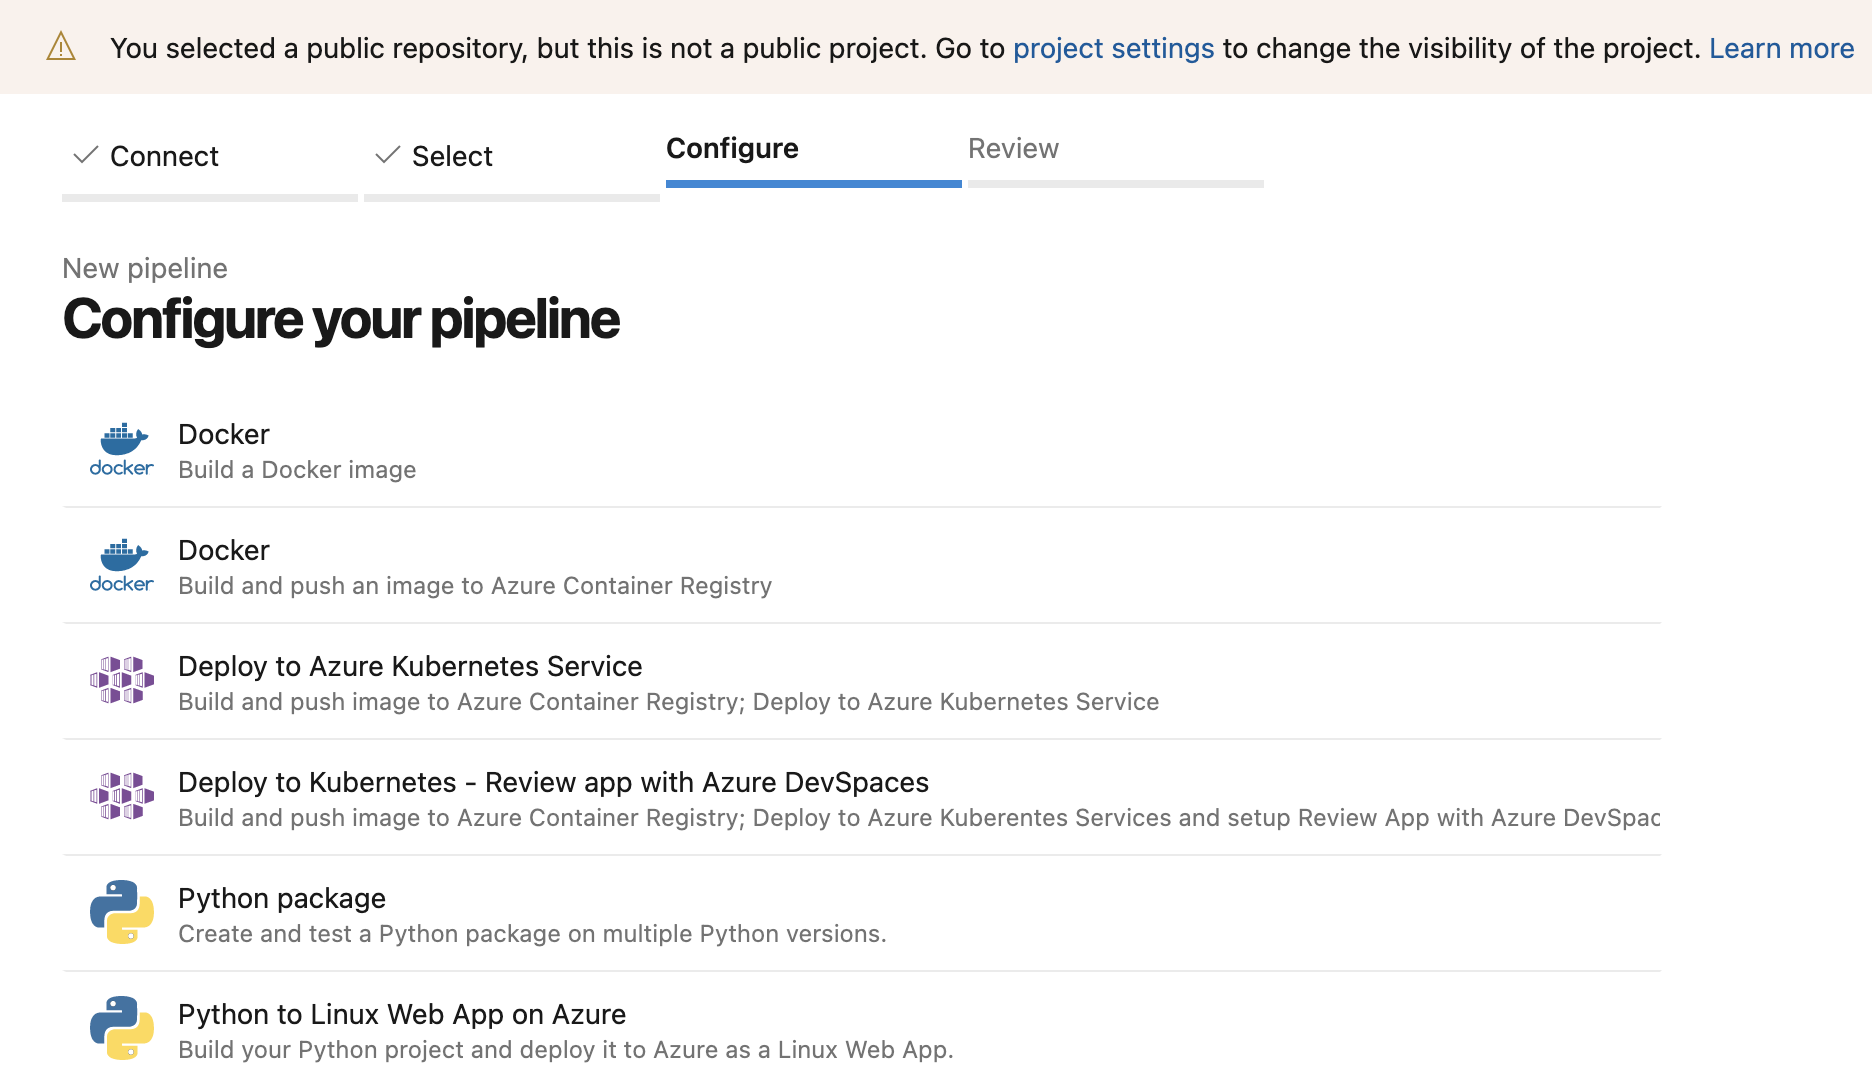 You selected a public repository, but this is not a public project. Go to project settings to change the visibility of the project. Learn more
Connect
Select
Configure
Review
New pipeline
Configure your pipeline
docker
Docker
Build a Docker image
docker
Docker
Build and push an image to Azure Container Registry
Deploy to Azure Kubernetes Service
Build and push image to Azure Container Registry; Deploy to Azure Kubernetes Service
Deploy to Kubernetes - Review app with Azure DevSpaces
Build and push image to Azure Container Registry; Deploy to Azure Kuberentes Services and setup Review App with Azure DevSpac
Python package
Create and test a Python package on multiple Python versions.
Python to Linux Web App on Azure
Build your Python project and deploy it to Azure as a Linux Web App.